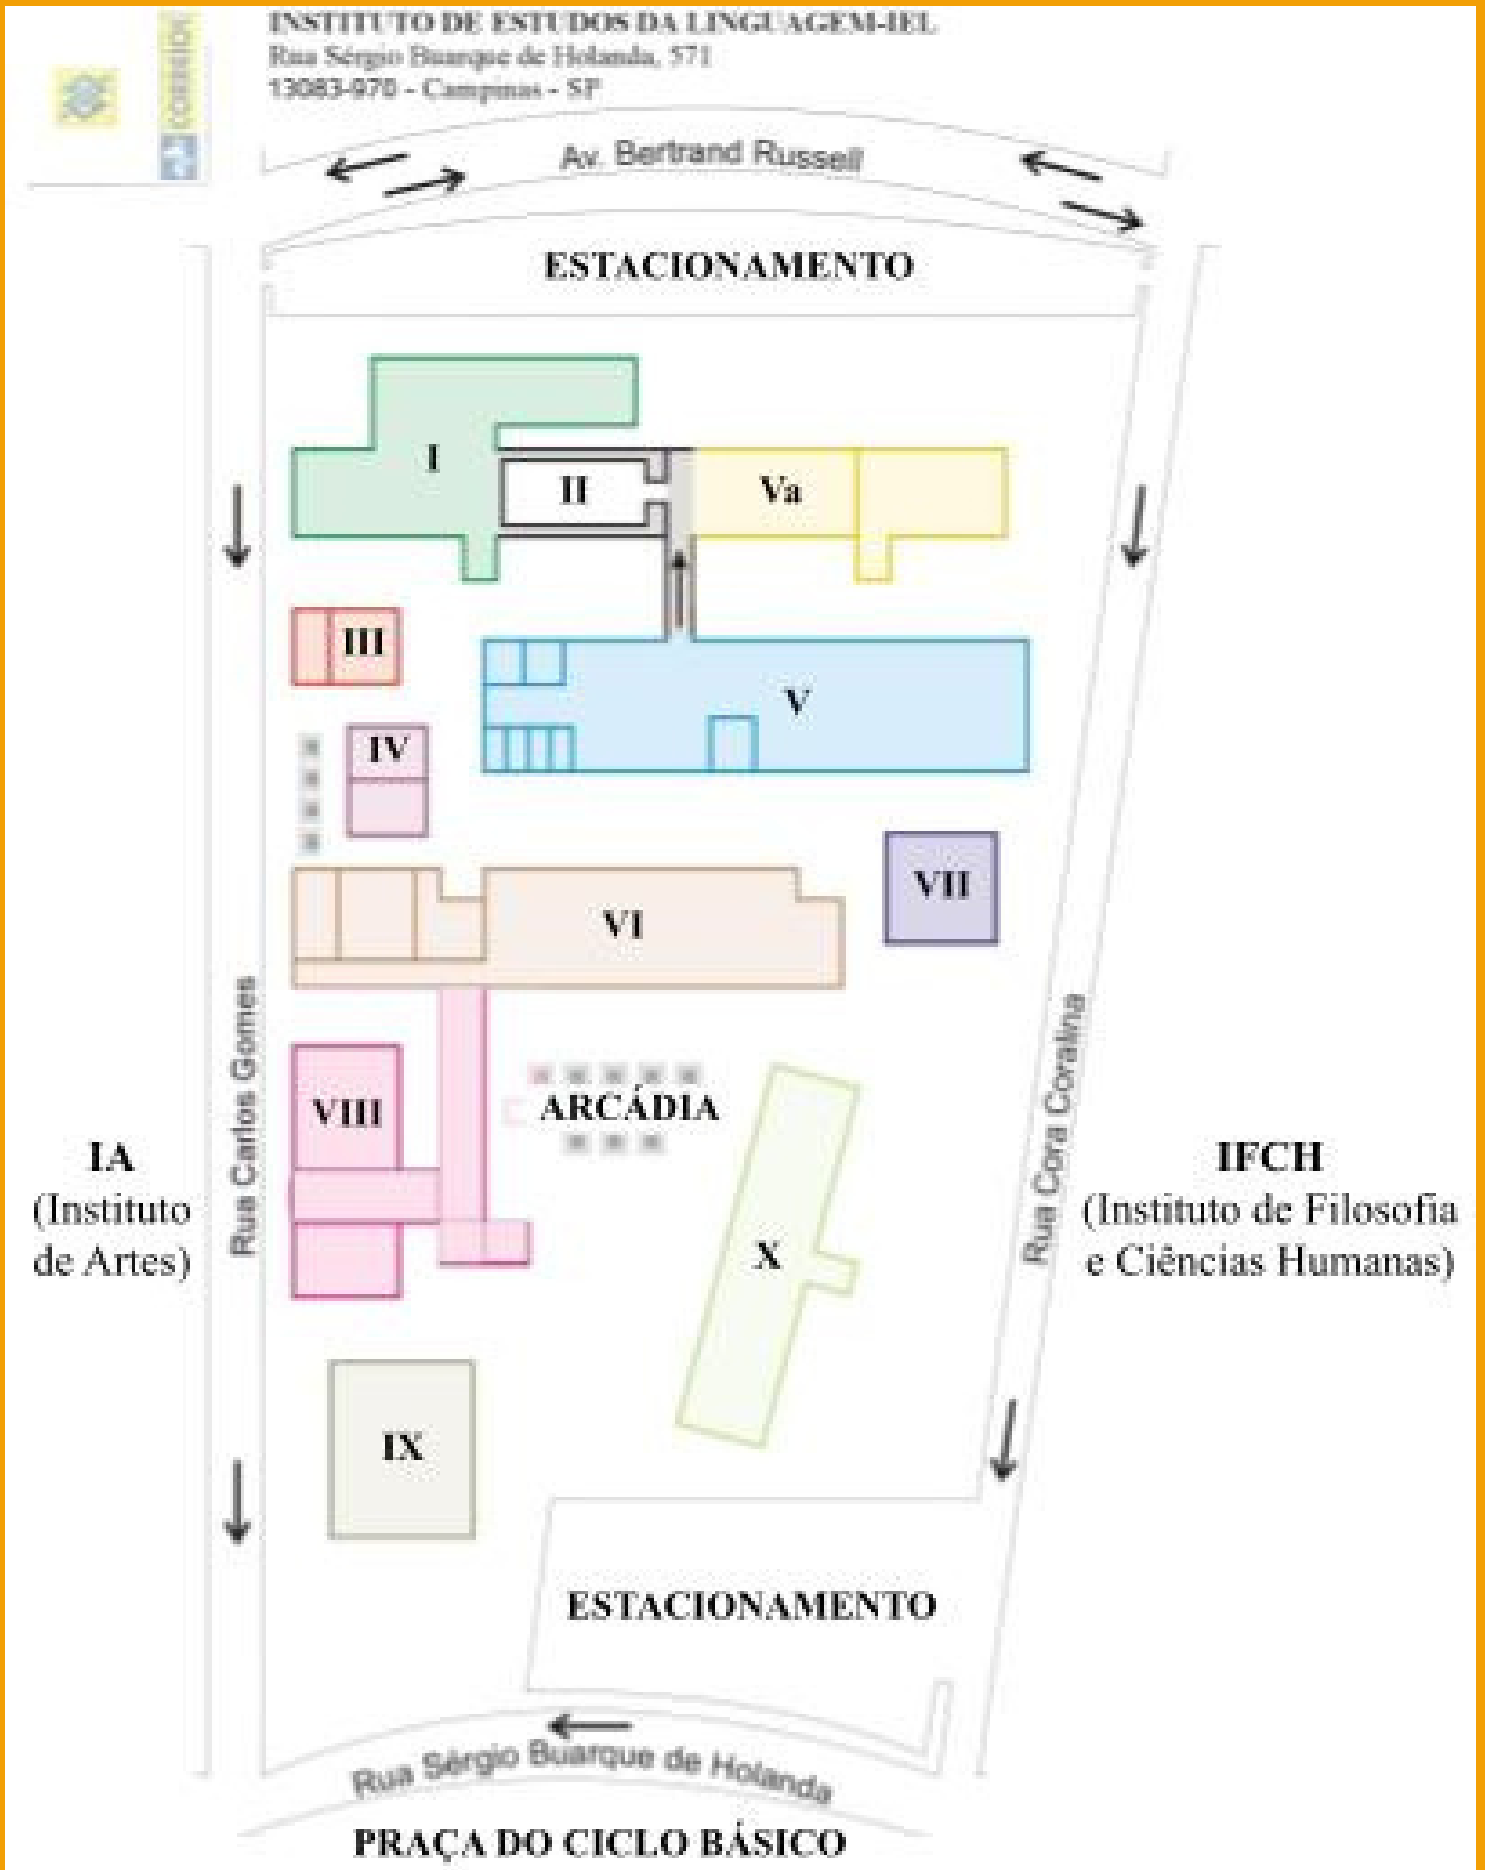 INSTITUTO DE ESTUDOS DA LINGUAGEM-IEL
Rua Sérgio Buarque de Holanda, 571
13083-970 - Campinas - SP
CORREIOS
Av. Bertrand Russell
ESTACIONAMENTO
I
II
Va
III
V
IV
VII
VI
Rua Carlos Gomes
Rua Cora Coralina
VIII
ARCÁDIA
IA
(Instituto
de Artes)
IFCH
(Instituto de Filosofia
e Ciências Humanas)
X
IX
ESTACIONAMENTO
Rua Sérgio Buarque de Holanda
PRAÇA DO CICLO BÁSICO